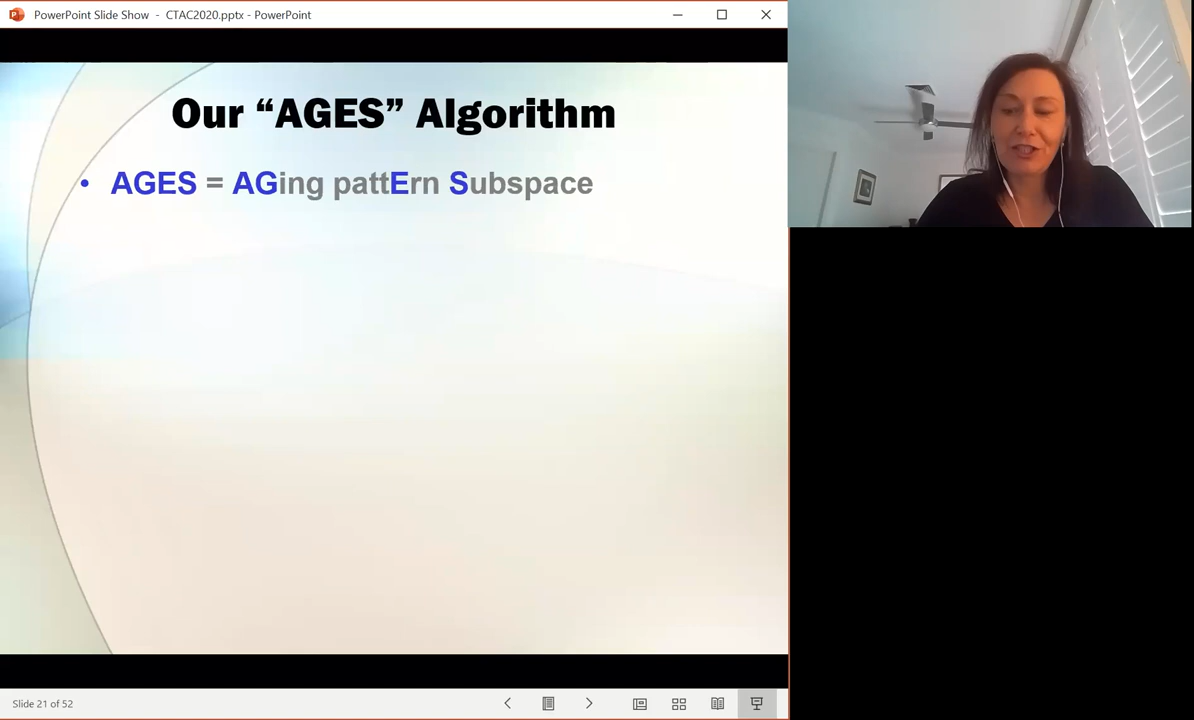 PowerPoint Slide Show - CTAC2020.pptx - PowerPoint
Our “AGES” Algorithm
• AGES = AGing pattErn Subspace
Slide 21 of 52